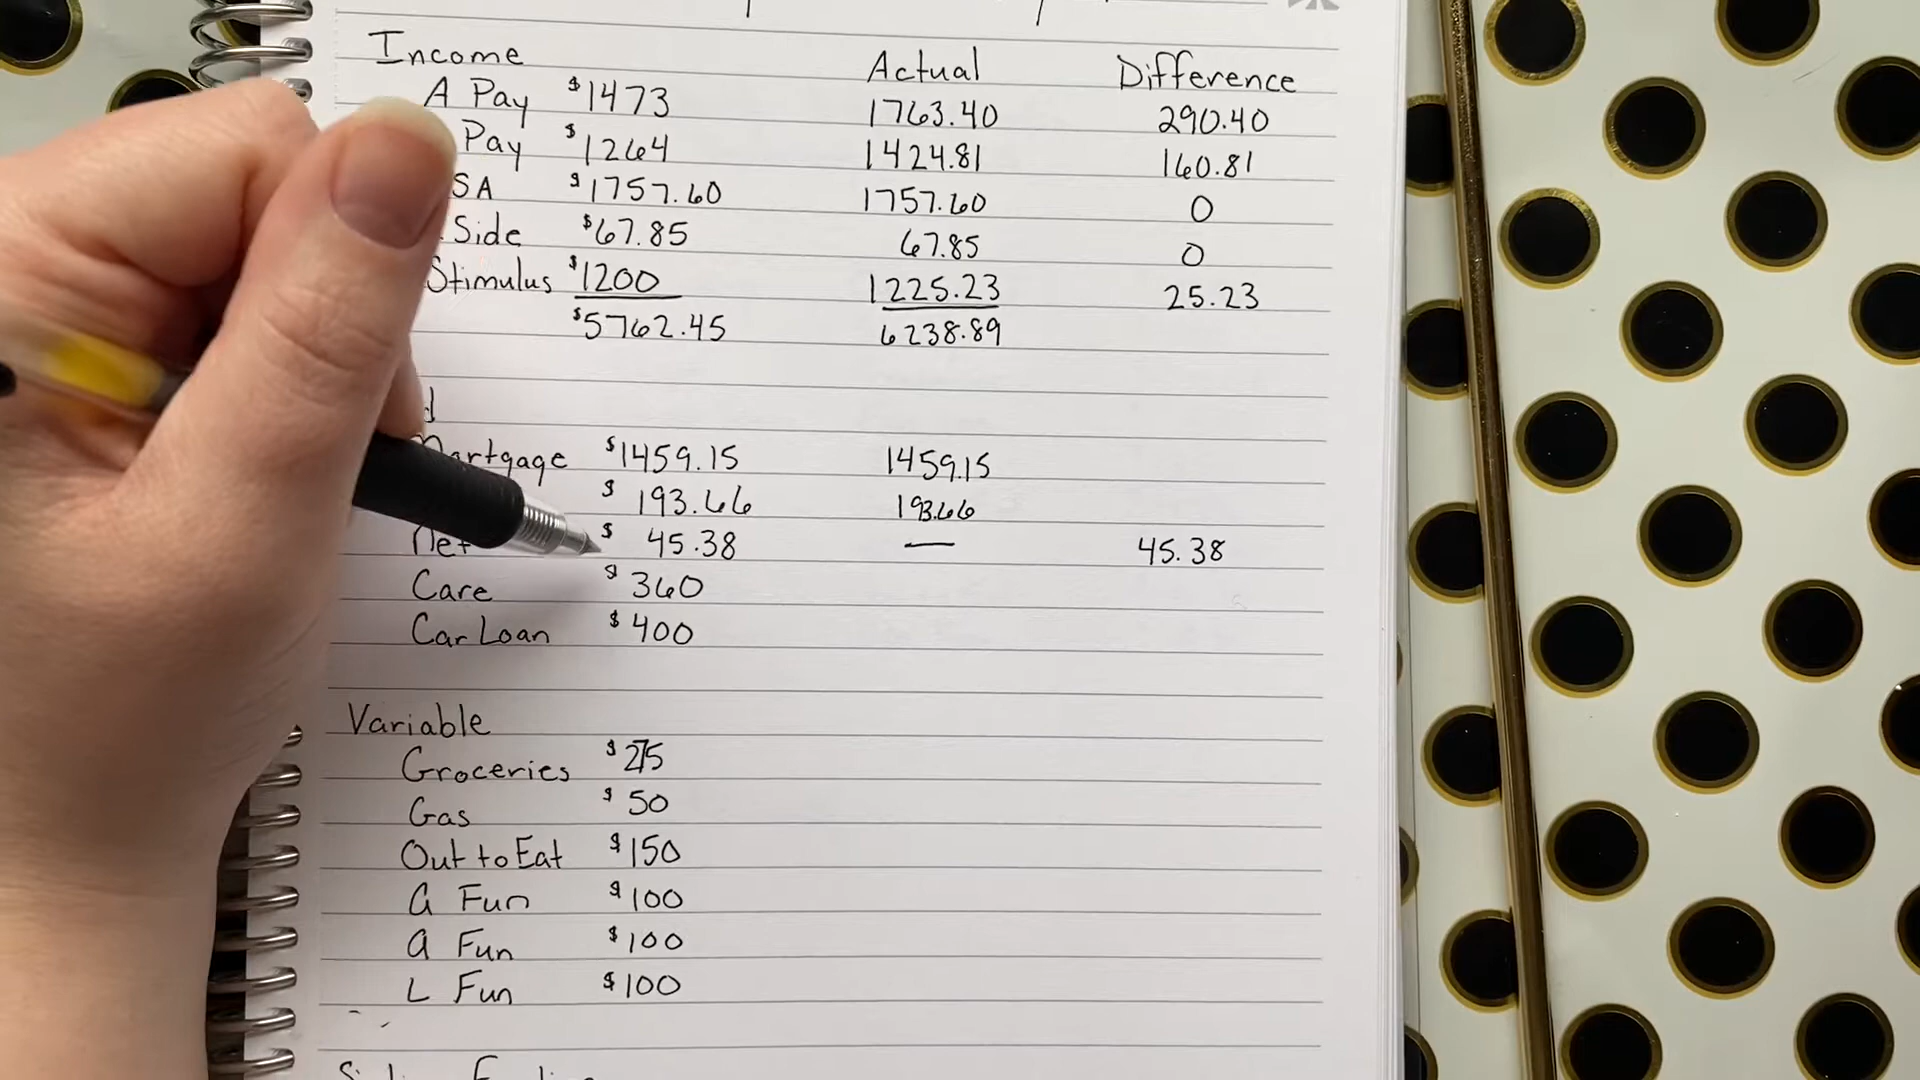 Income Actual Difference
A Pay $1473 1763.40 290.40
Pay $1264 1424.81 160.81
SA $1757.60 1757.60 0
Side $67.85 67.85 0
Stimulus $1200 1225.23 25.23
$5762.45 6238.89
Mortgage $1459.15 1459.15
$193.66 193.66
Net $45.38 — 45.38
Care $360
Car Loan $400
Variable
Groceries $275
Gas $50
Out to Eat $150
a Fun $100
a Fun $100
L Fun $100